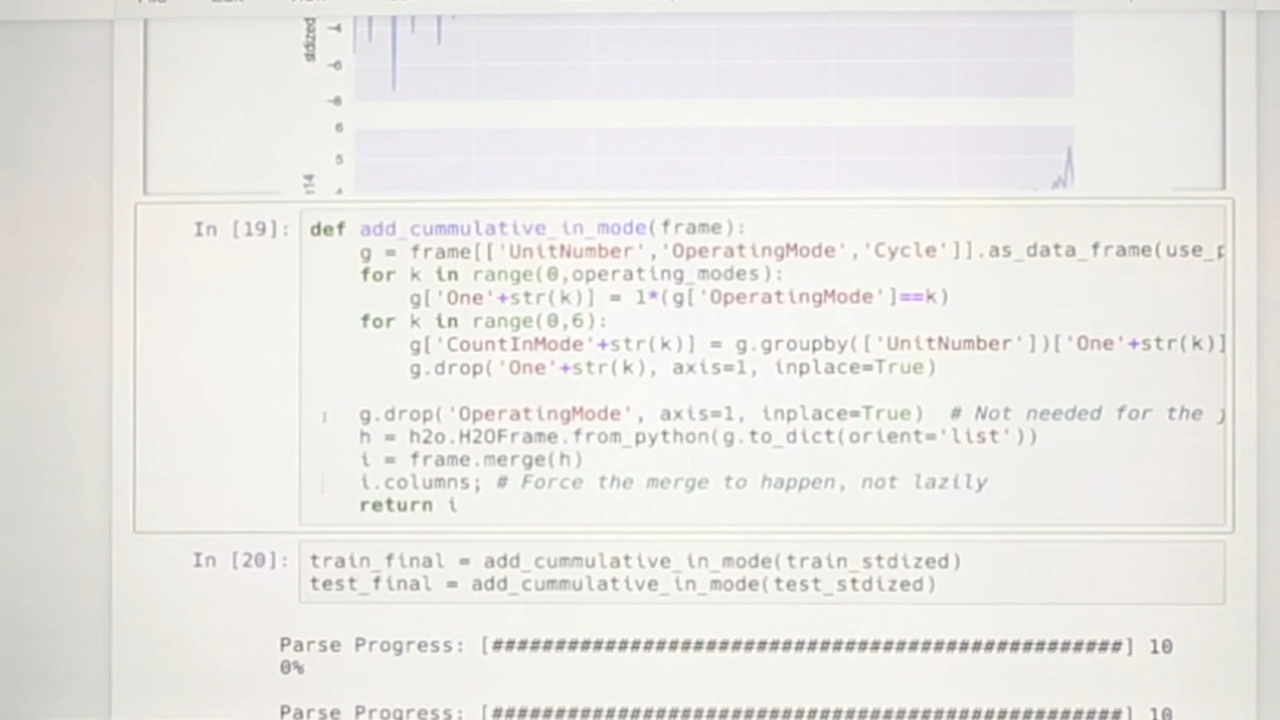 stdized
-4
-6
-8
6
5
4
In [19]: def add_cummulative_in_mode(frame):
g = frame[['UnitNumber','OperatingMode','Cycle']].as_data_frame(use_p
for k in range(0,operating_modes):
g['One'+str(k)] = 1*(g['OperatingMode']==k)
for k in range(0,6):
g['CountInMode'+str(k)] = g.groupby(['UnitNumber'])['One'+str(k)]
g.drop('One'+str(k), axis=1, inplace=True)
g.drop('OperatingMode', axis=1, inplace=True)  # Not needed for the j
h = h2o.H2OFrame.from_python(g.to_dict(orient='list'))
i = frame.merge(h)
i.columns; # Force the merge to happen, not lazily
return i
In [20]: train_final = add_cummulative_in_mode(train_stdized)
test_final = add_cummulative_in_mode(test_stdized)
Parse Progress: [##################################################] 10
0%
Parse Progress: [##################################################] 10